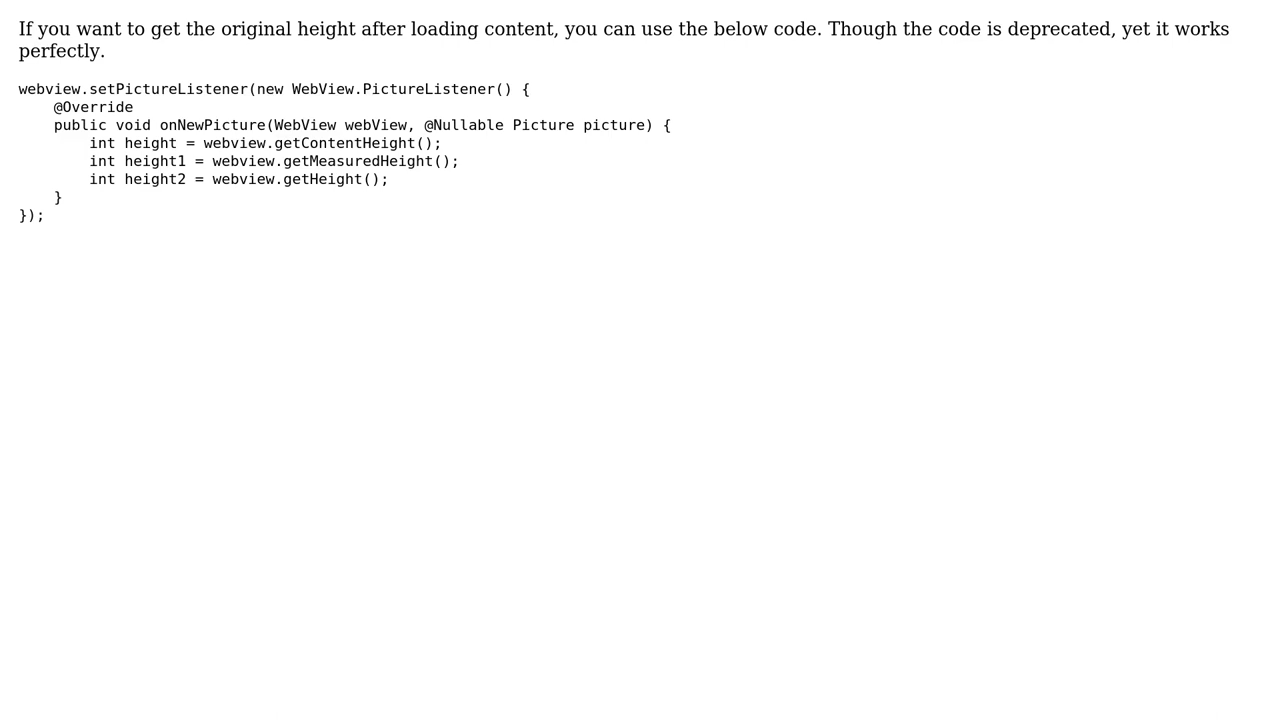 If you want to get the original height after loading content, you can use the below code. Though the code is deprecated, yet it works
perfectly.
webview.setPictureListener(new WebView.PictureListener() {
    @Override
    public void onNewPicture(WebView webView, @Nullable Picture picture) {
        int height = webview.getContentHeight();
        int height1 = webview.getMeasuredHeight();
        int height2 = webview.getHeight();
    }
});